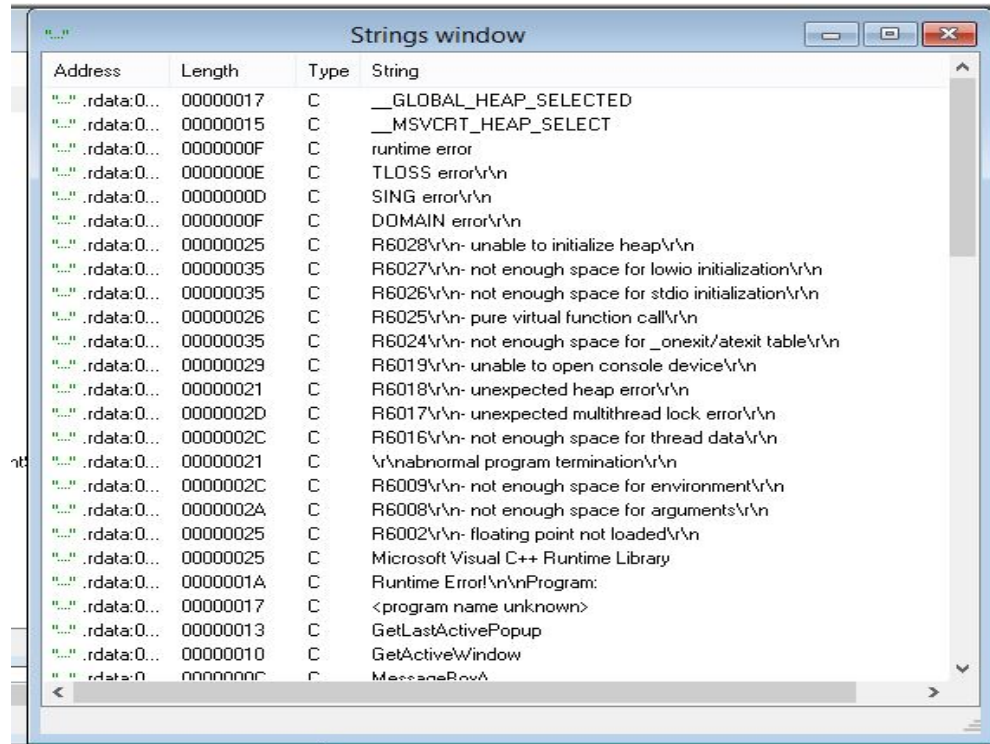 Strings window
Address Length Type String
"..." .rdata:0... 00000017 C __GLOBAL_HEAP_SELECTED
"..." .rdata:0... 00000015 C __MSVCRT_HEAP_SELECT
"..." .rdata:0... 0000000F C runtime error
"..." .rdata:0... 0000000E C TLOSS error\r\n
"..." .rdata:0... 0000000D C SING error\r\n
"..." .rdata:0... 0000000F C DOMAIN error\r\n
"..." .rdata:0... 00000025 C R6028\r\n- unable to initialize heap\r\n
"..." .rdata:0... 00000035 C R6027\r\n- not enough space for lowio initialization\r\n
"..." .rdata:0... 00000035 C R6026\r\n- not enough space for stdio initialization\r\n
"..." .rdata:0... 00000026 C R6025\r\n- pure virtual function call\r\n
"..." .rdata:0... 00000035 C R6024\r\n- not enough space for _onexit/atexit table\r\n
"..." .rdata:0... 00000029 C R6019\r\n- unable to open console device\r\n
"..." .rdata:0... 00000021 C R6018\r\n- unexpected heap error\r\n
"..." .rdata:0... 0000002D C R6017\r\n- unexpected multithread lock error\r\n
"..." .rdata:0... 0000002C C R6016\r\n- not enough space for thread data\r\n
"..." .rdata:0... 00000021 C \r\nabnormal program termination\r\n
"..." .rdata:0... 0000002C C R6009\r\n- not enough space for environment\r\n
"..." .rdata:0... 0000002A C R6008\r\n- not enough space for arguments\r\n
"..." .rdata:0... 00000025 C R6002\r\n- floating point not loaded\r\n
"..." .rdata:0... 00000025 C Microsoft Visual C++ Runtime Library
"..." .rdata:0... 0000001A C Runtime Error!\n\nProgram:
"..." .rdata:0... 00000017 C <program name unknown>
"..." .rdata:0... 00000013 C GetLastActivePopup
"..." .rdata:0... 00000010 C GetActiveWindow
"..." .rdata:0... 0000000C C MessageBoxA